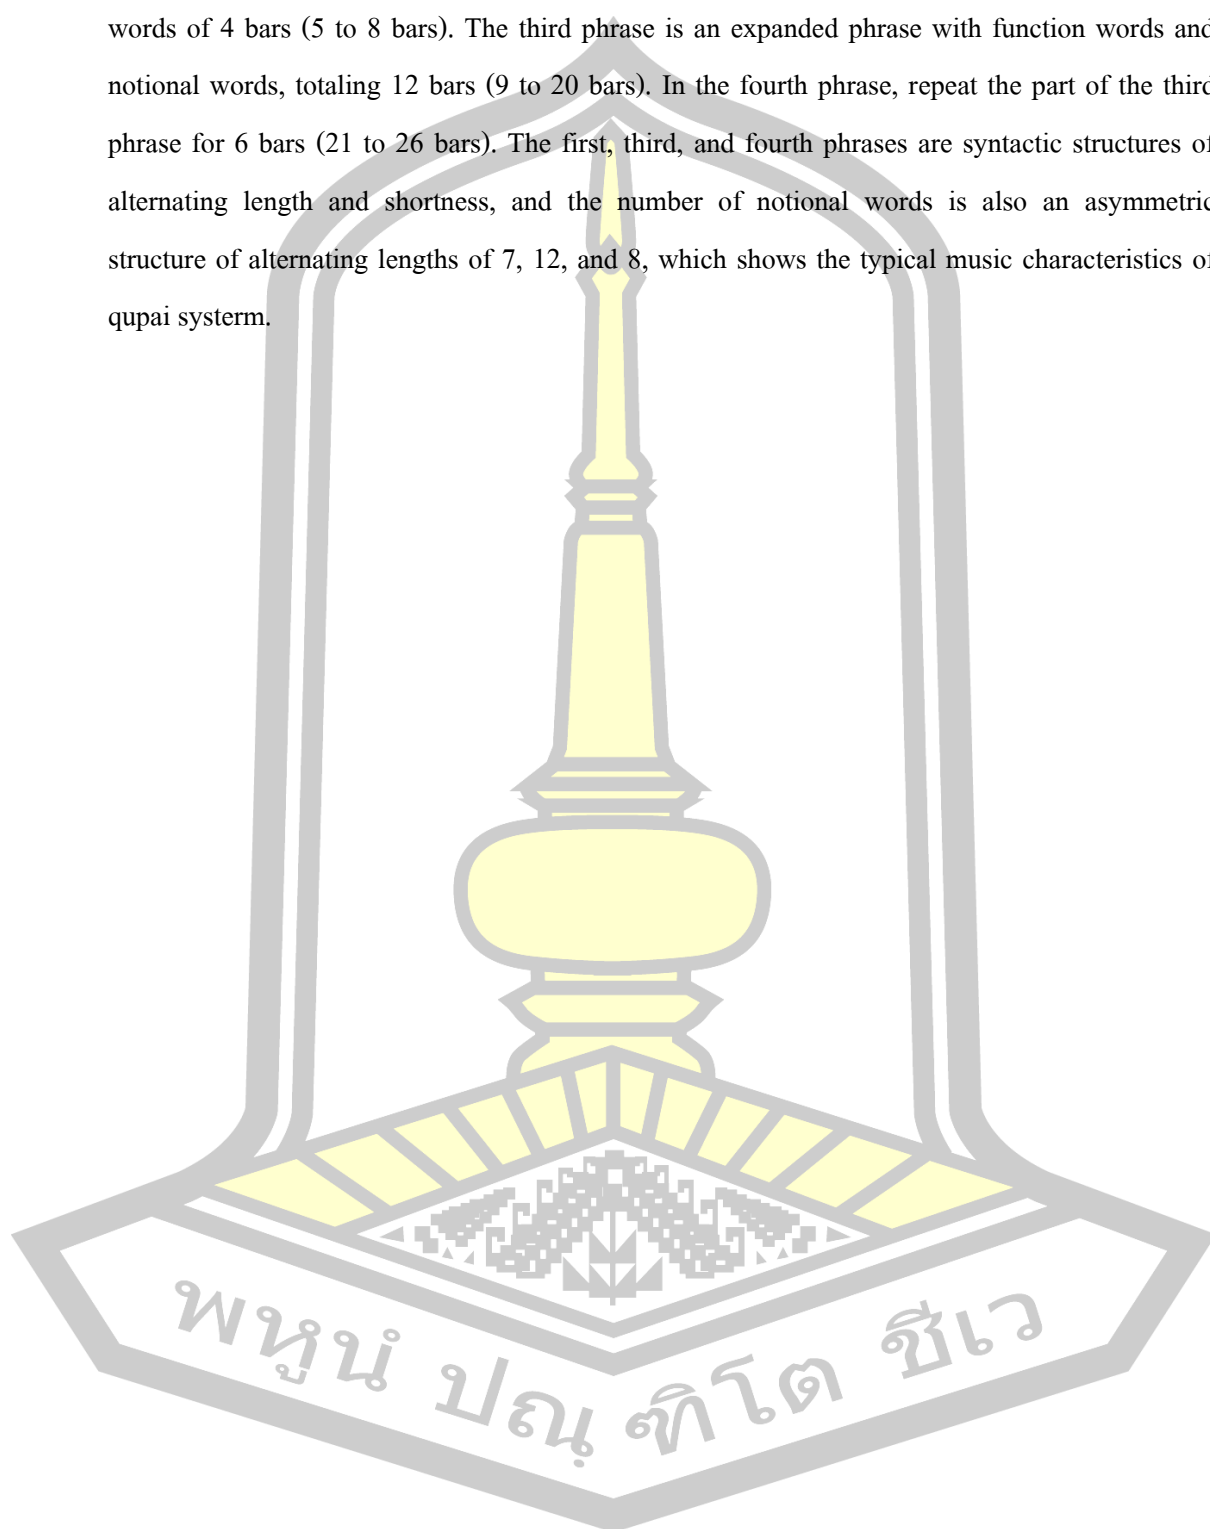 words of 4 bars (5 to 8 bars). The third phrase is an expanded phrase with function words and
notional words, totaling 12 bars (9 to 20 bars). In the fourth phrase, repeat the part of the third
phrase for 6 bars (21 to 26 bars). The first, third, and fourth phrases are syntactic structures of
alternating length and shortness, and the number of notional words is also an asymmetric
structure of alternating lengths of 7, 12, and 8, which shows the typical music characteristics of
qupai systerm.
พหูนํ ปณฺฑิโต ชีเว